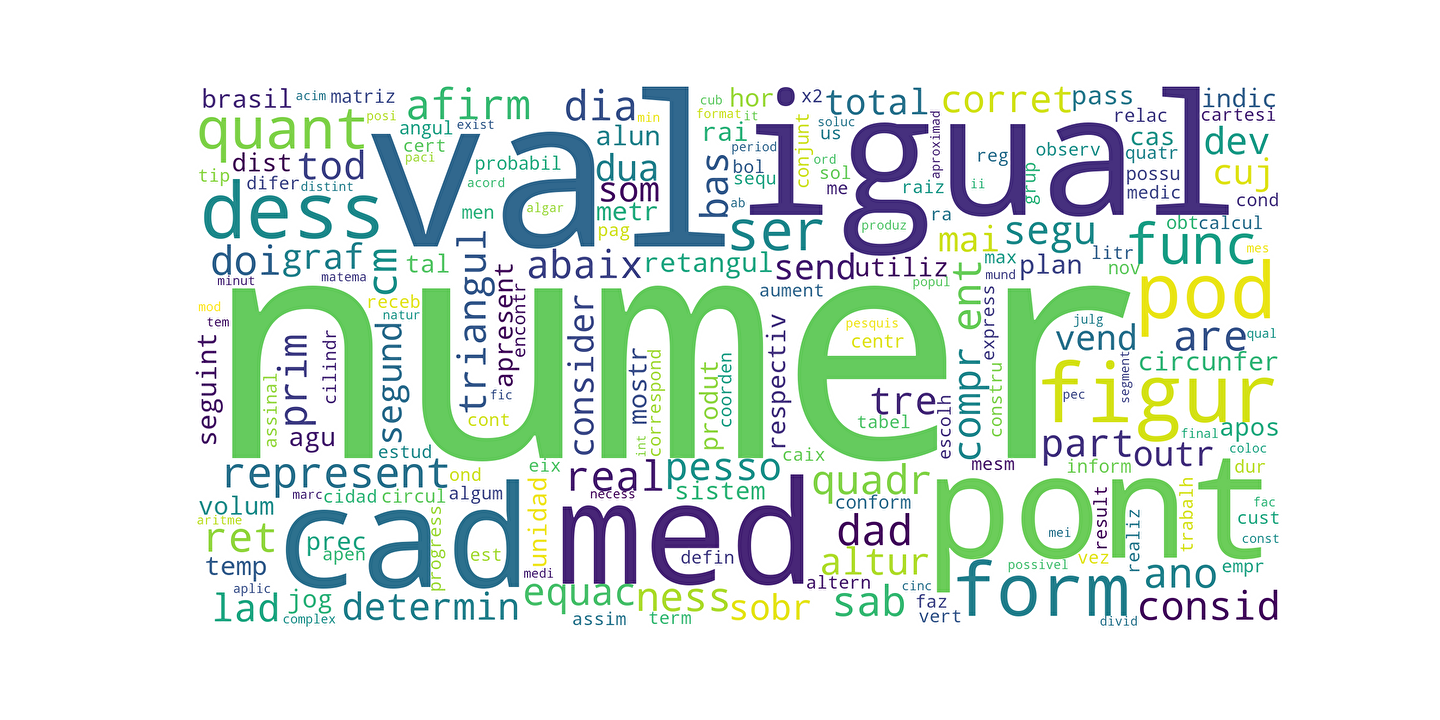 brasil
acim
matriz
afirm
dia
cub
hor
x2
total
corret
pass
indic
quant
posi
angul
exist
val
min
format
it
igual
soluc
relac
cartesi
cert
paci
alun
rai
conjunt
us
aproximad
cas
dev
dist
tod
probabil
dua
period
bol
ord
reg
observ
quatr
tip
difer
distint
acord
som
bas
sequ
sol
me
raiz
ii
grup
possu
medic
cuj
cond
dess
men
algar
metr
pag
ab
ra
produz
ser
mai
segu
obt
calcul
func
doi
graf
cm
tal
triangul
abaix
retangul
send
utiliz
max
plan
litr
nov
mes
minut
matema
apresent
encontr
aument
popul
ent
mund
pod
mod
receb
natur
numer
tem
segund
consider
respectiv
pesquis
centr
express
julg
vend
are
qual
seguint
assinal
prim
cilindr
fic
mostr
correspond
produt
coorden
compr
constru
segment
circunfer
figur
agu
cont
int
tre
tabel
escolh
pec
estud
part
outr
final
apos
coloc
represent
ond
eix
real
pesso
caix
quadr
mesm
inform
dur
volum
marc
cidad
circul
algum
unidad
necess
sistem
conform
pont
result
trabalh
fac
cust
const
aritme
ret
prec
apen
cad
progress
est
med
defin
dad
altur
mei
vez
realiz
temp
aplic
medi
altern
cinc
possivel
form
ano
empr
lad
jog
complex
determin
equac
ness
assim
term
sobr
sab
faz
vert
divid
consid